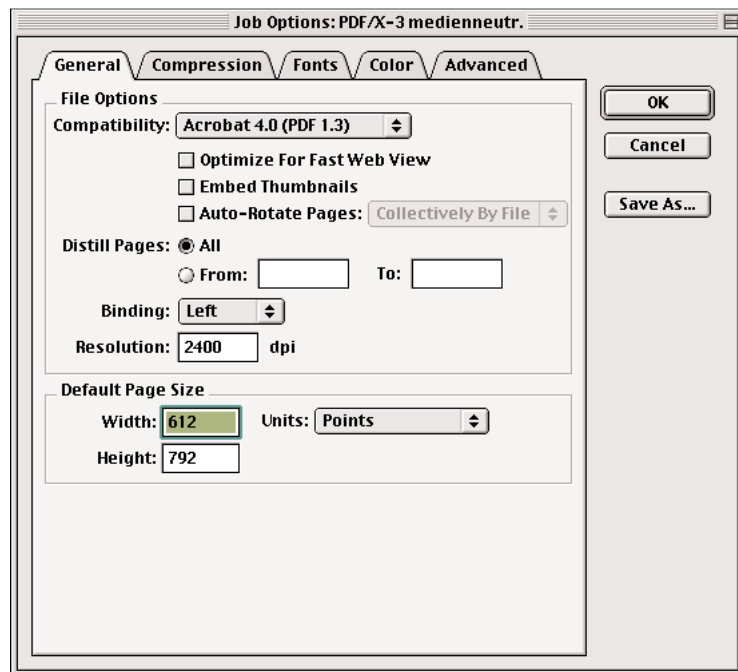 Job Options: PDF/X-3 medienneutr.
General Compression Fonts Color Advanced
File Options
Compatibility: Acrobat 4.0 (PDF 1.3)
Optimize For Fast Web View
Embed Thumbnails
Auto-Rotate Pages: Collectively By File
Distill Pages: All
From: To:
Binding: Left
Resolution: 2400 dpi
Default Page Size
Width: 612 Units: Points
Height: 792
OK
Cancel
Save As...